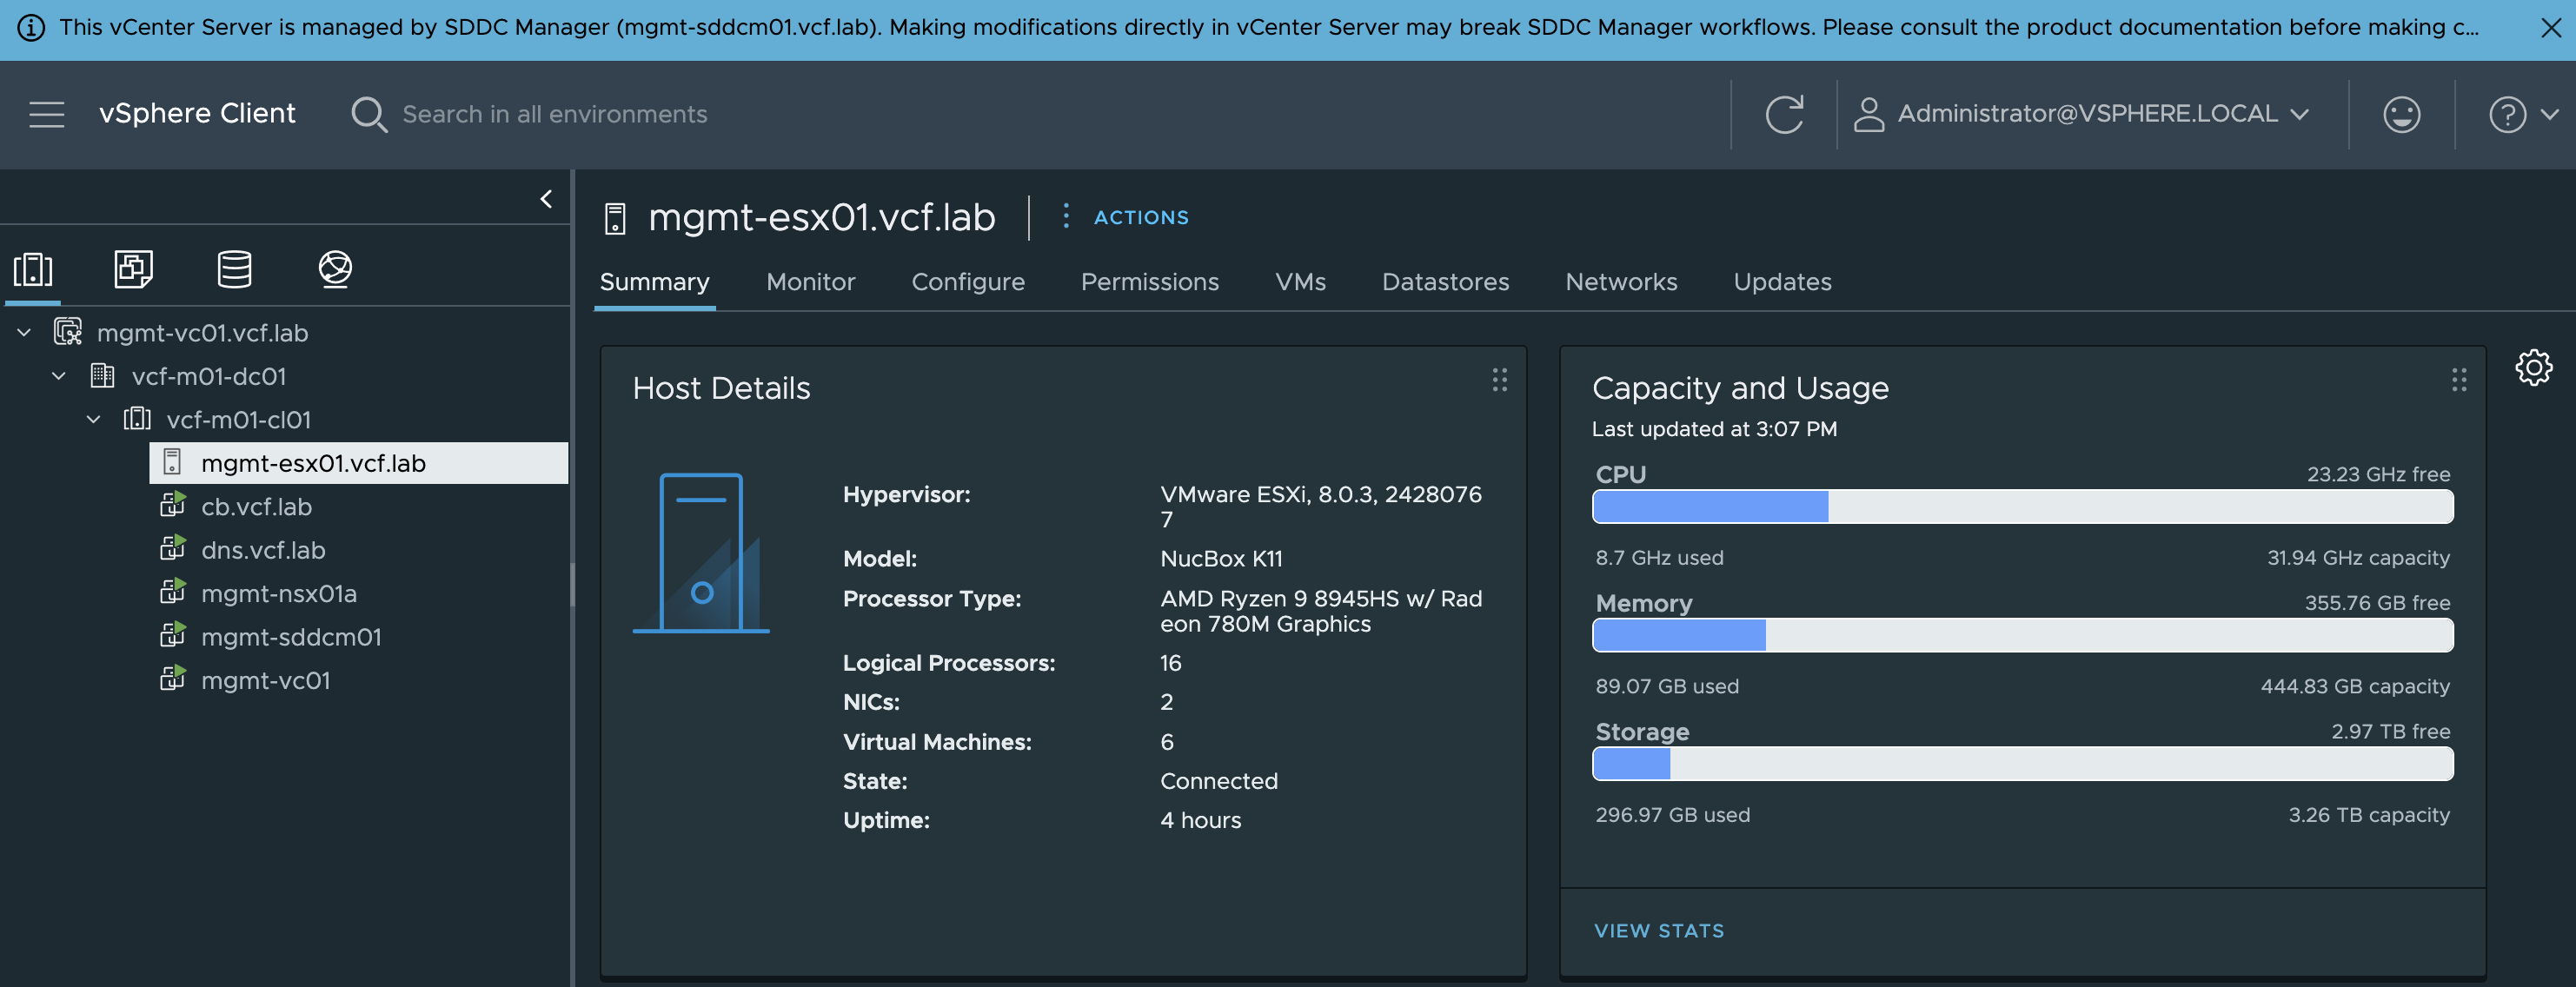 This vCenter Server is managed by SDDC Manager (mgmt-sddcm01.vcf.lab). Making modifications directly in vCenter Server may break SDDC Manager workflows. Please consult the product documentation before making c...
vSphere Client
Search in all environments
Administrator@VSPHERE.LOCAL
mgmt-vc01.vcf.lab
vcf-m01-dc01
vcf-m01-cl01
mgmt-esx01.vcf.lab
cb.vcf.lab
dns.vcf.lab
mgmt-nsx01a
mgmt-sddcm01
mgmt-vc01
mgmt-esx01.vcf.lab
ACTIONS
Summary Monitor Configure Permissions VMs Datastores Networks Updates
Host Details
Hypervisor: VMware ESXi, 8.0.3, 2428076
7
Model: NucBox K11
Processor Type: AMD Ryzen 9 8945HS w/ Rad
eon 780M Graphics
Logical Processors: 16
NICs: 2
Virtual Machines: 6
State: Connected
Uptime: 4 hours
Capacity and Usage
Last updated at 3:07 PM
CPU 23.23 GHz free
8.7 GHz used 31.94 GHz capacity
Memory 355.76 GB free
89.07 GB used 444.83 GB capacity
Storage 2.97 TB free
296.97 GB used 3.26 TB capacity
VIEW STATS